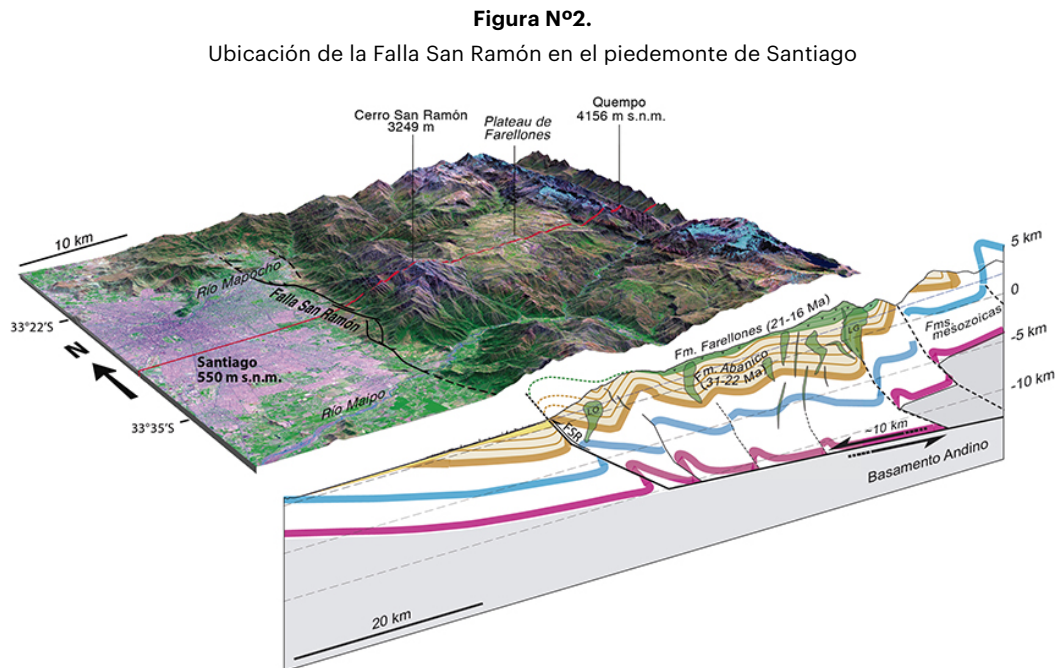 Figura Nº2.
Ubicación de la Falla San Ramón en el piedemonte de Santiago
Cerro San Ramón
3249 m
Plateau de
Farellones
Quempo
4156 m s.n.m.
10 km
Río Mapocho
Falla San Ramón
33°22'S
N
Santiago
550 m s.n.m.
Río Maipo
33°35'S
5 km
0
-5 km
-10 km
Fm. Farellones (21-16 Ma)
LG
Fms.
mesozoicas
Fm. Abanico
(31-22 Ma)
LO
FSR
~10 km
Basamento Andino
20 km